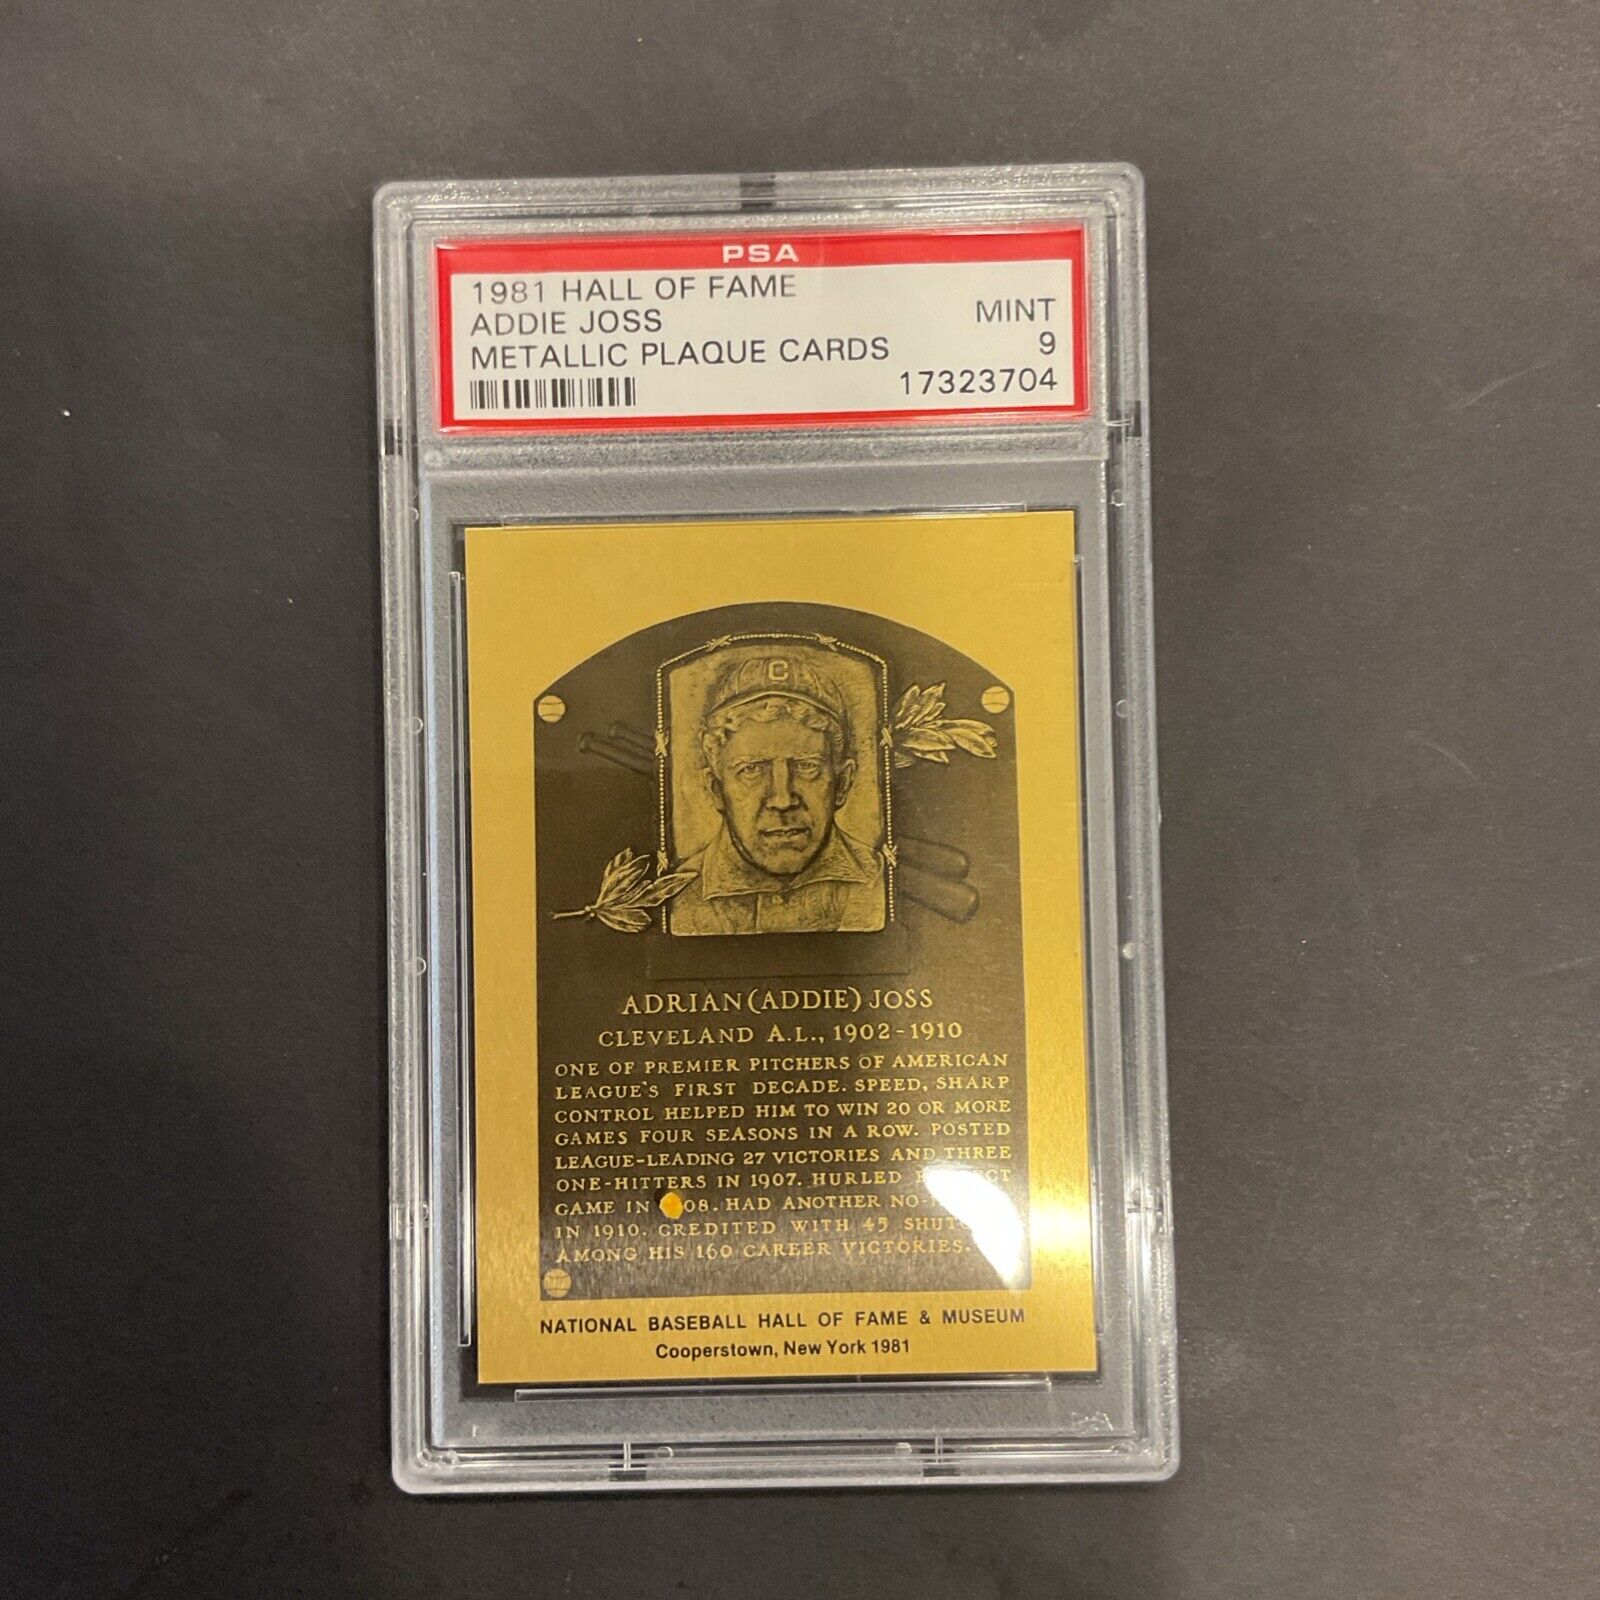 PSA
1981 HALL OF FAME
ADDIE JOSS
METALLIC PLAQUE CARDS
MINT
9
17323704
C
ADRIAN (ADDIE) JOSS
CLEVELAND A.L., 1902-1910
ONE OF PREMIER PITCHERS OF AMERICAN
LEAGUE'S FIRST DECADE. SPEED, SHARP
CONTROL HELPED HIM TO WIN 20 OR MORE
GAMES FOUR SEASONS IN A ROW. POSTED
LEAGUE-LEADING 27 VICTORIES AND THREE
ONE-HITTERS IN 1907. HURLED
GAME IN 08. HAD ANOTHER NO-
IN 1910. CREDITED WITH 45
AMONG HIS 160 CAREER VICTORIES.
NATIONAL BASEBALL HALL OF FAME & MUSEUM
Cooperstown, New York 1981